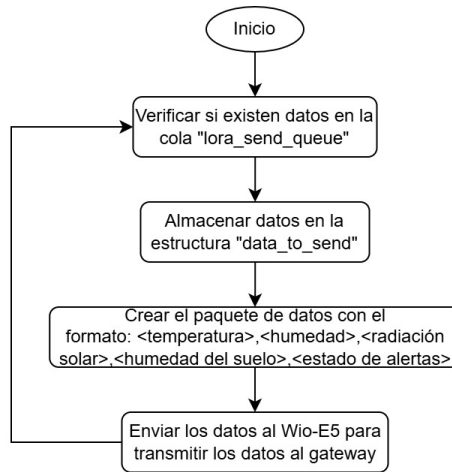 Inicio
Verificar si existen datos en la
cola "lora_send_queue"
Almacenar datos en la
estructura "data_to_send"
Crear el paquete de datos con el
formato: <temperatura>,<humedad>,<radiación
solar>,<humedad del suelo>,<estado de alertas>
Enviar los datos al Wio-E5 para
transmitir los datos al gateway